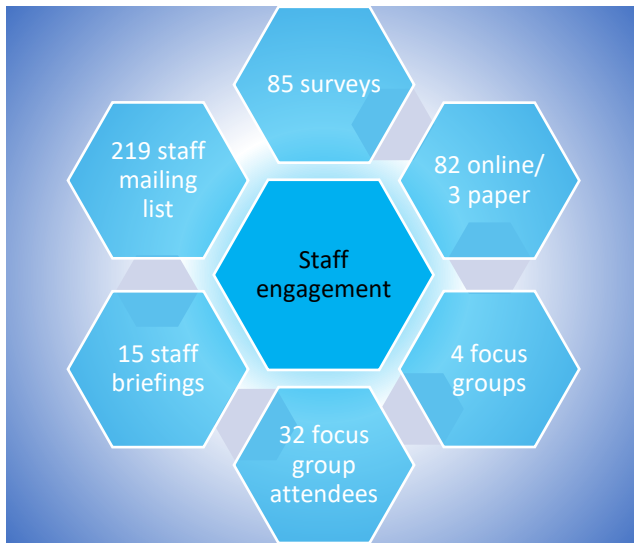 85 surveys
219 staff
mailing
list
82 online/
3 paper
Staff
engagement
15 staff
briefings
4 focus
groups
32 focus
group
attendees